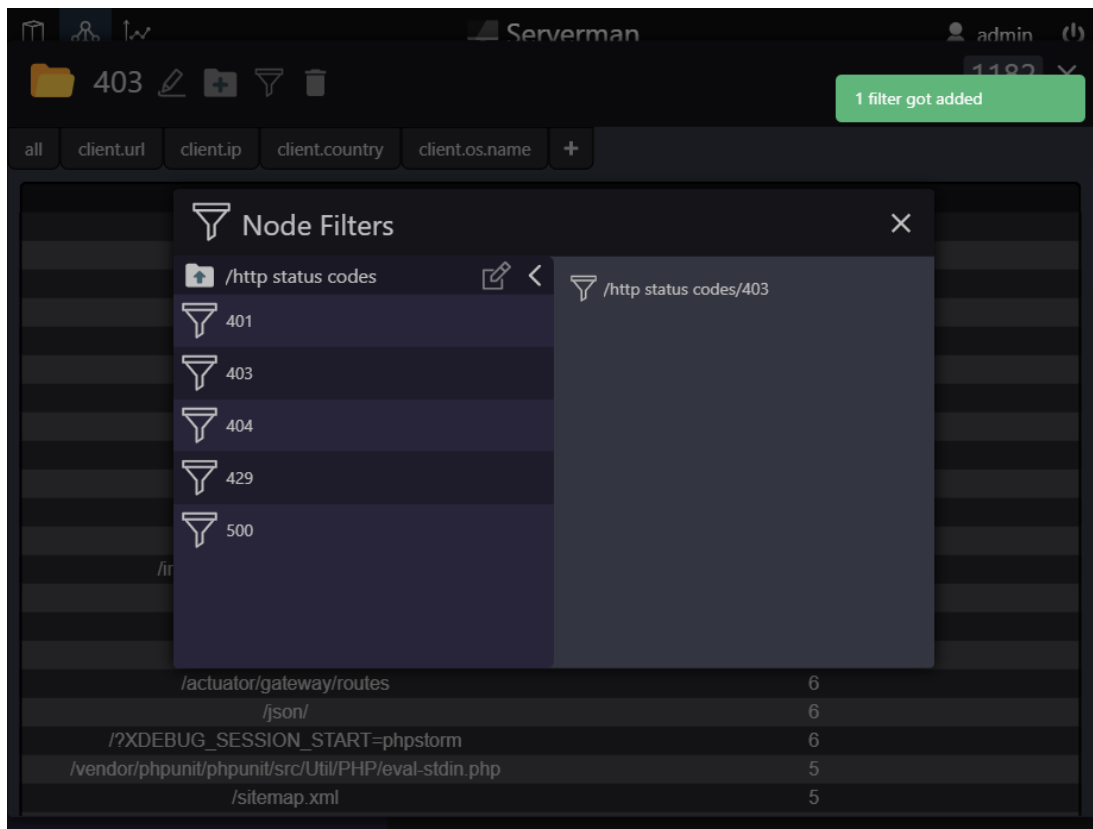 Serverman
admin
403
1182
1 filter got added
all
client.url
client.ip
client.country
client.os.name
+
Node Filters
/http status codes
/http status codes/403
401
403
404
429
500
/in
/actuator/gateway/routes 6
/json/ 6
/?XDEBUG_SESSION_START=phpstorm 6
/vendor/phpunit/phpunit/src/Util/PHP/eval-stdin.php 5
/sitemap.xml 5